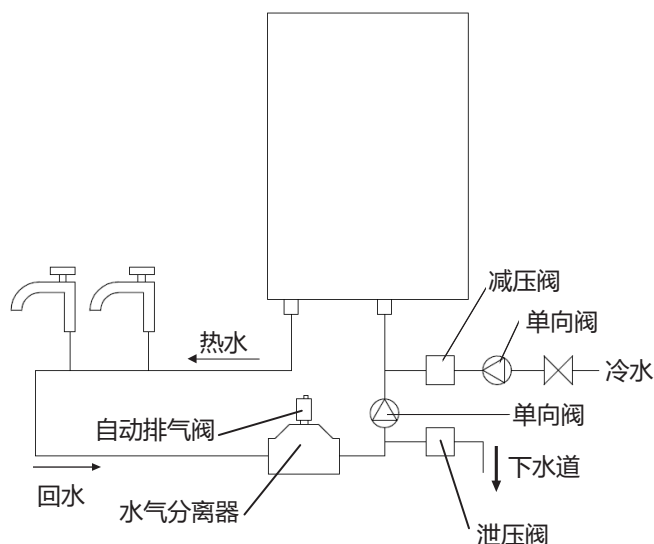 减压阀
单向阀
热水
冷水
单向阀
自动排气阀
下水道
回水
水气分离器
泄压阀